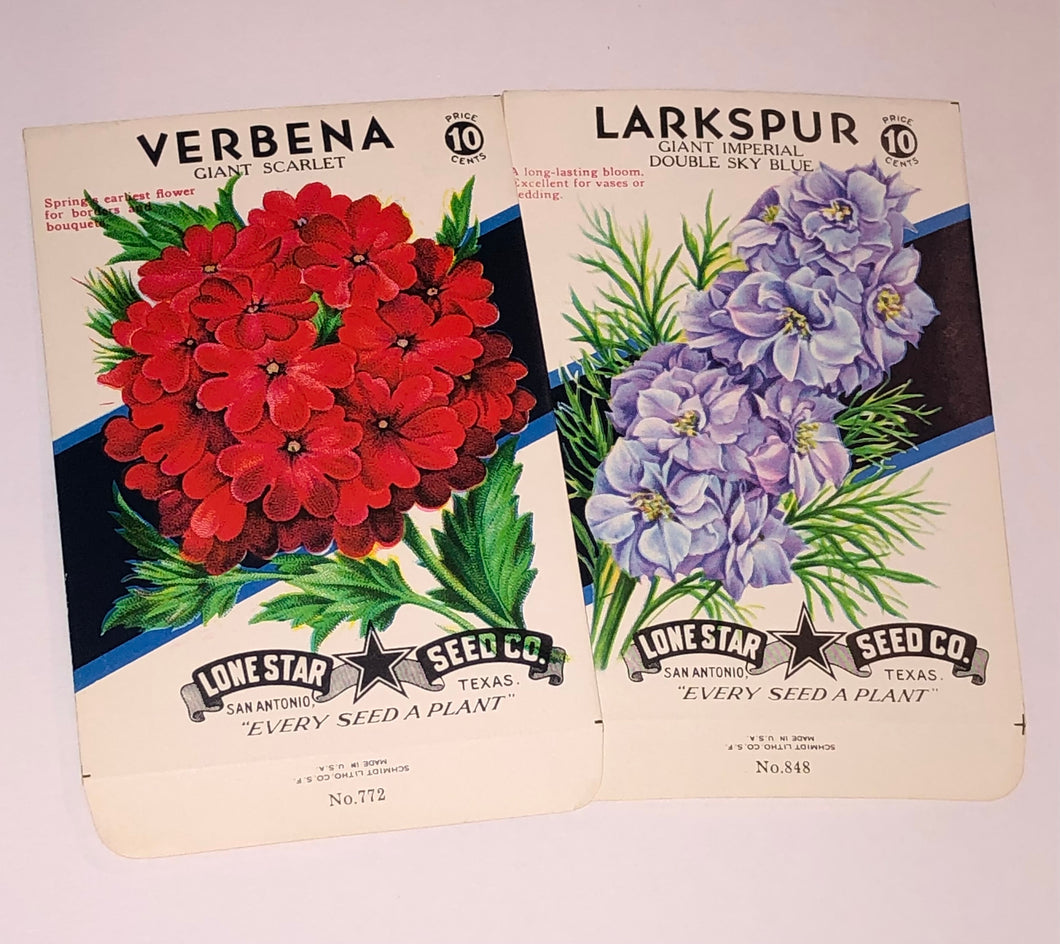 VERBENA
GIANT SCARLET
PRICE
10
CENTS
Spring's earliest flower
for borders and
bouquets
LONE STAR SEED CO.
SAN ANTONIO, TEXAS.
"EVERY SEED A PLANT"
SCHMIDT LITHO. CO. S. F.
MADE IN U.S.A.
No.772
LARKSPUR
GIANT IMPERIAL
DOUBLE SKY BLUE
PRICE
10
CENTS
A long-lasting bloom.
Excellent for vases or
edding.
LONE STAR SEED CO.
SAN ANTONIO, TEXAS.
"EVERY SEED A PLANT"
SCHMIDT LITHO. CO. S. F.
MADE IN U.S.A.
No.848